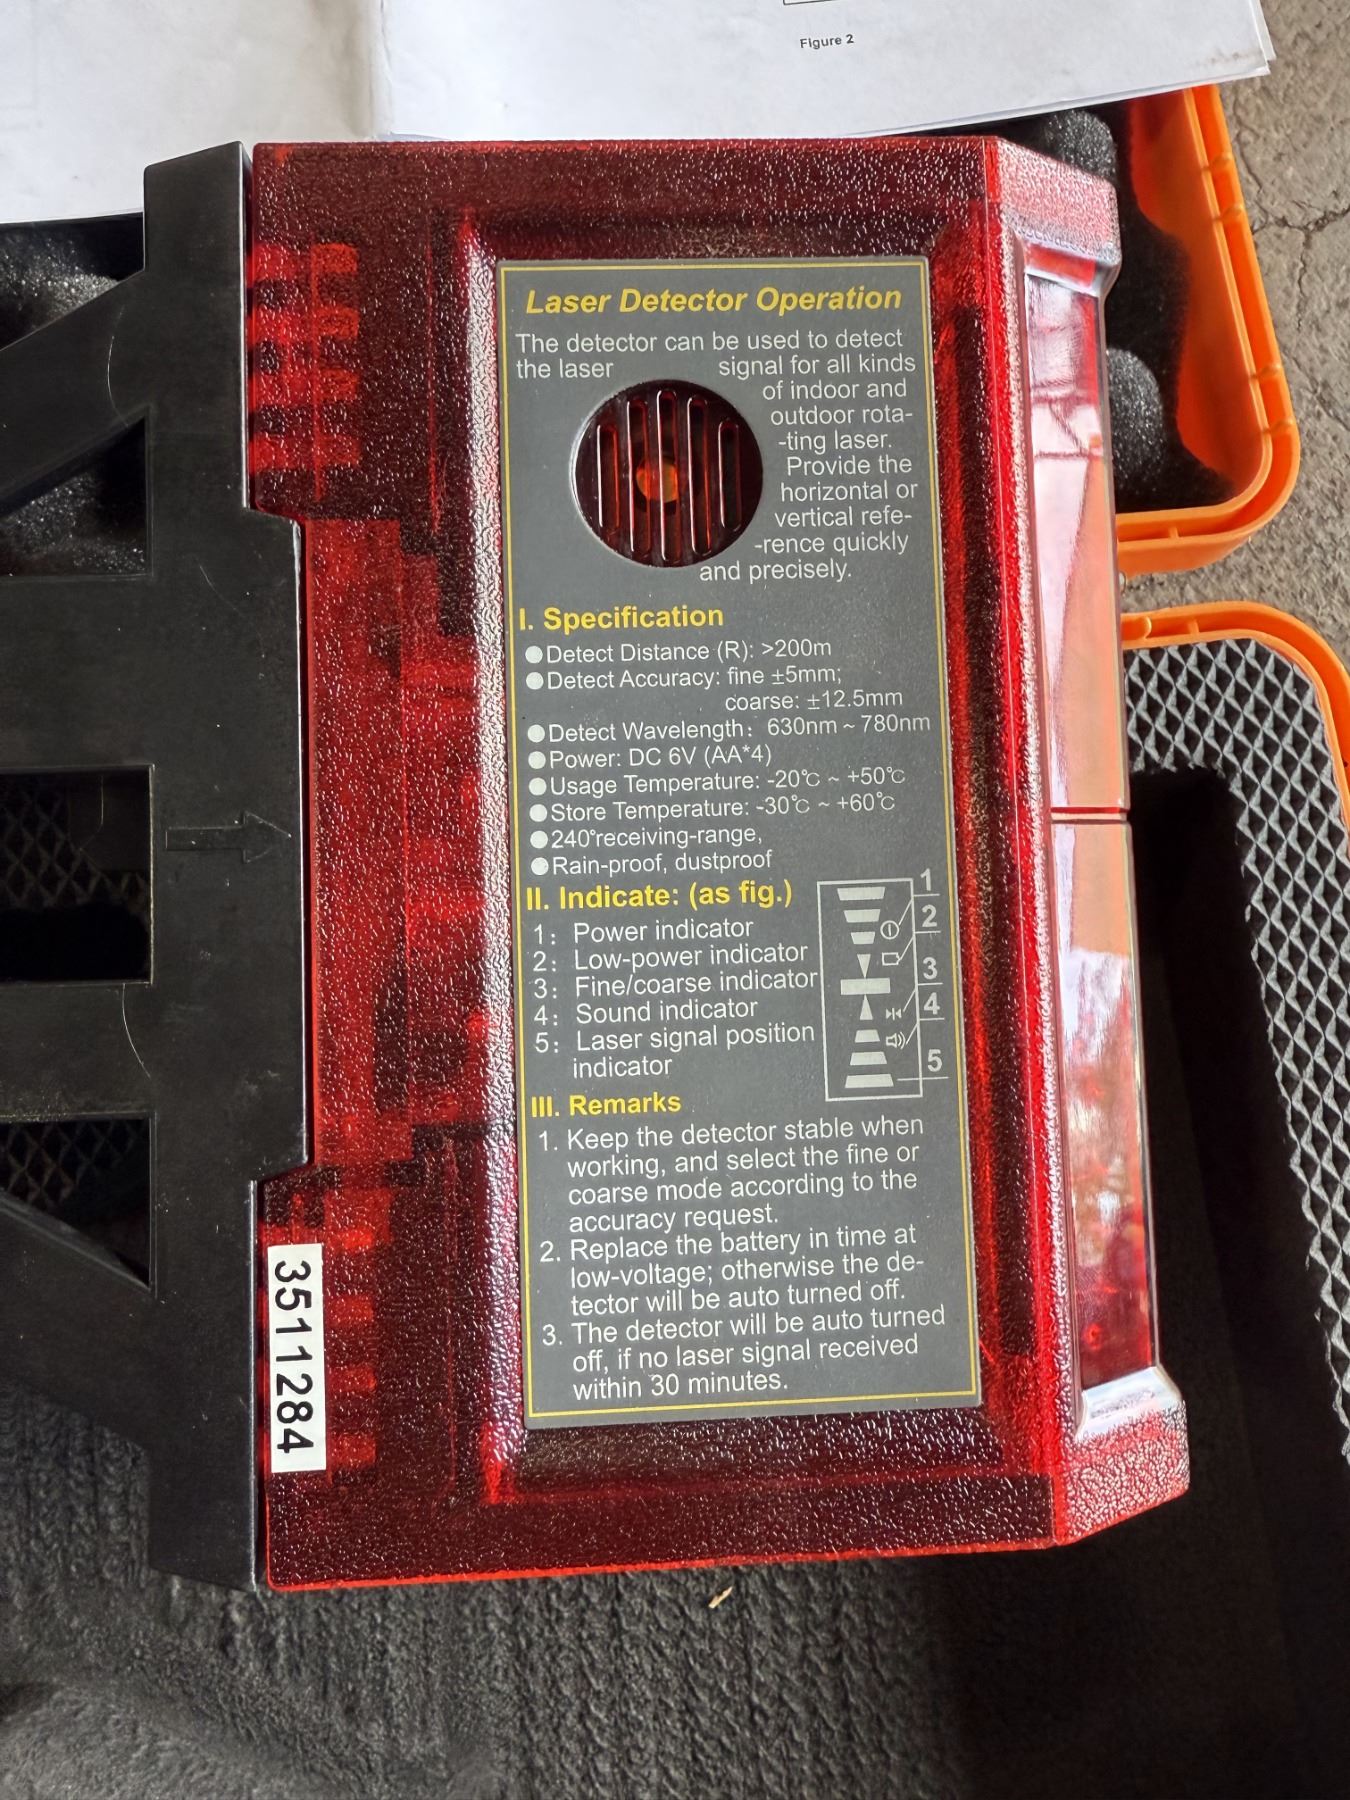 Figure 2
Laser Detector Operation
The detector can be used to detect
the laser signal for all kinds
of indoor and
outdoor rota-
-ting laser.
Provide the
horizontal or
vertical refe-
-rence quickly
and precisely.
I. Specification
●Detect Distance (R): >200m
●Detect Accuracy: fine ±5mm;
coarse: ±12.5mm
●Detect Wavelength: 630nm ~ 780nm
●Power: DC 6V (AA*4)
●Usage Temperature: -20℃ ~ +50℃
●Store Temperature: -30℃ ~ +60℃
●240°receiving-range,
●Rain-proof, dustproof
II. Indicate: (as fig.)
1: Power indicator
2: Low-power indicator
3: Fine/coarse indicator
4: Sound indicator
5: Laser signal position
indicator
1
2
3
4
5
III. Remarks
1. Keep the detector stable when
working, and select the fine or
coarse mode according to the
accuracy request.
2. Replace the battery in time at
low-voltage; otherwise the de-
tector will be auto turned off.
3. The detector will be auto turned
off, if no laser signal received
within 30 minutes.
3511284